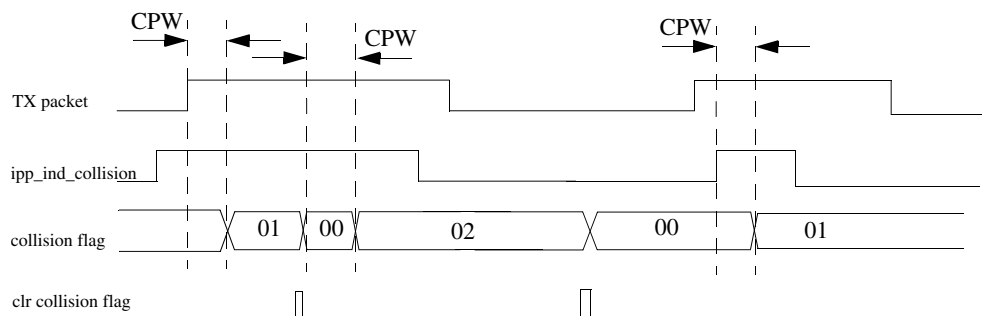 CPW
CPW
CPW
TX packet
ipp_ind_collision
collision flag
01
00
02
00
01
clr collision flag